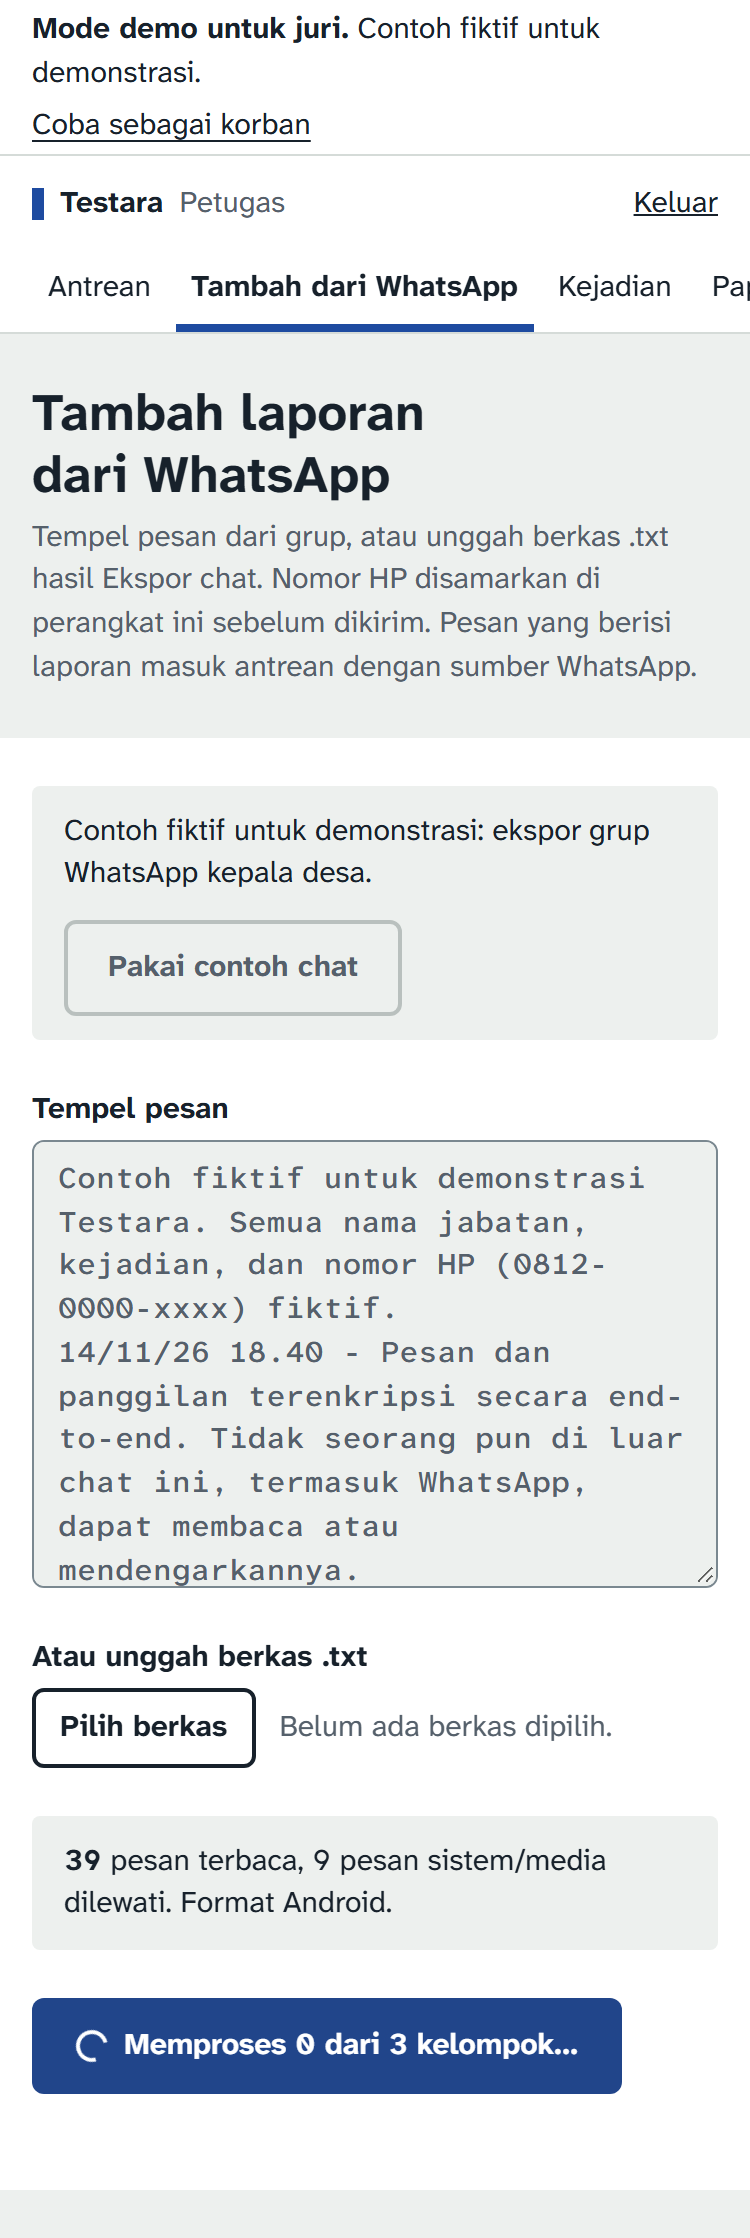 Mode demo untuk juri. Contoh fiktif untuk
demonstrasi.
Coba sebagai korban
Testara Petugas Keluar
Antrean Tambah dari WhatsApp Kejadian
Tambah laporan
dari WhatsApp
Tempel pesan dari grup, atau unggah berkas .txt
hasil Ekspor chat. Nomor HP disamarkan di
perangkat ini sebelum dikirim. Pesan yang berisi
laporan masuk antrean dengan sumber WhatsApp.
Contoh fiktif untuk demonstrasi: ekspor grup
WhatsApp kepala desa.
Pakai contoh chat
Tempel pesan
Contoh fiktif untuk demonstrasi
Testara. Semua nama jabatan,
kejadian, dan nomor HP (0812-
0000-xxxx) fiktif.
14/11/26 18.40 - Pesan dan
panggilan terenkripsi secara end-
to-end. Tidak seorang pun di luar
chat ini, termasuk WhatsApp,
dapat membaca atau
mendengarkannya.
Atau unggah berkas .txt
Pilih berkas Belum ada berkas dipilih.
39 pesan terbaca, 9 pesan sistem/media
dilewati. Format Android.
Memproses 0 dari 3 kelompok...